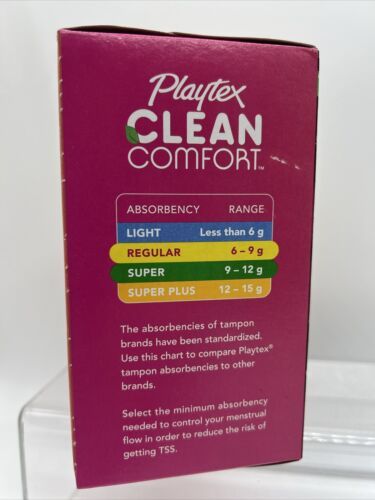 Playtex
CLEAN
COMFORT™
ABSORBENCY RANGE
LIGHT Less than 6 g
REGULAR 6 – 9 g
SUPER 9 – 12 g
SUPER PLUS 12 – 15 g
The absorbencies of tampon
brands have been standardized.
Use this chart to compare Playtex®
tampon absorbencies to other
brands.
Select the minimum absorbency
needed to control your menstrual
flow in order to reduce the risk of
getting TSS.